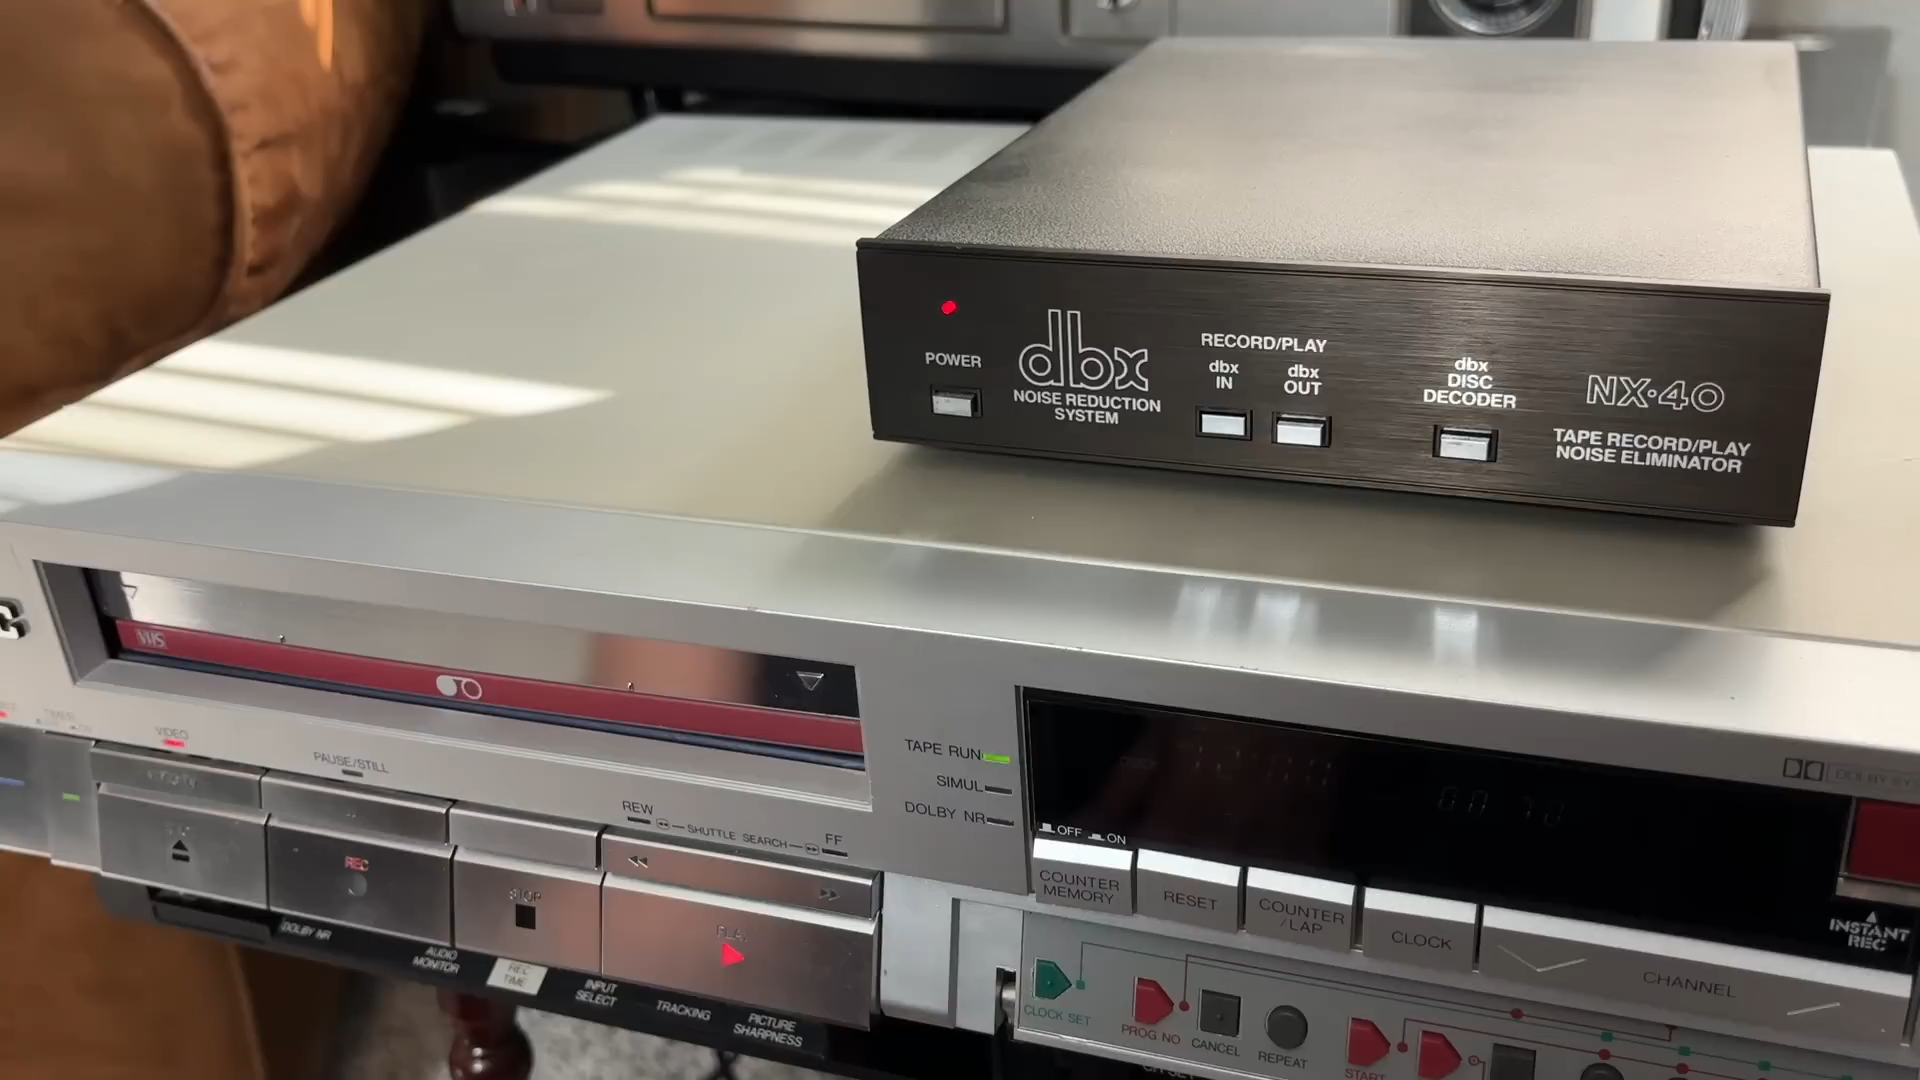 POWER
dbx
NOISE REDUCTION
SYSTEM
RECORD/PLAY
dbx
IN
dbx
OUT
dbx
DISC
DECODER
NX•40
TAPE RECORD/PLAY
NOISE ELIMINATOR
VHS
VIDEO
PAUSE/STILL
REW
SHUTTLE SEARCH
FF
TAPE RUN
SIMUL
DOLBY NR
OFF
ON
COUNTER
MEMORY
RESET
COUNTER
/LAP
CLOCK
CHANNEL
INSTANT
REC
REC
STOP
PLAY
DOLBY NR
AUDIO
MONITOR
REC
TIME
INPUT
SELECT
TRACKING
PICTURE
SHARPNESS
CLOCK SET
PROG NO
CANCEL
REPEAT
START